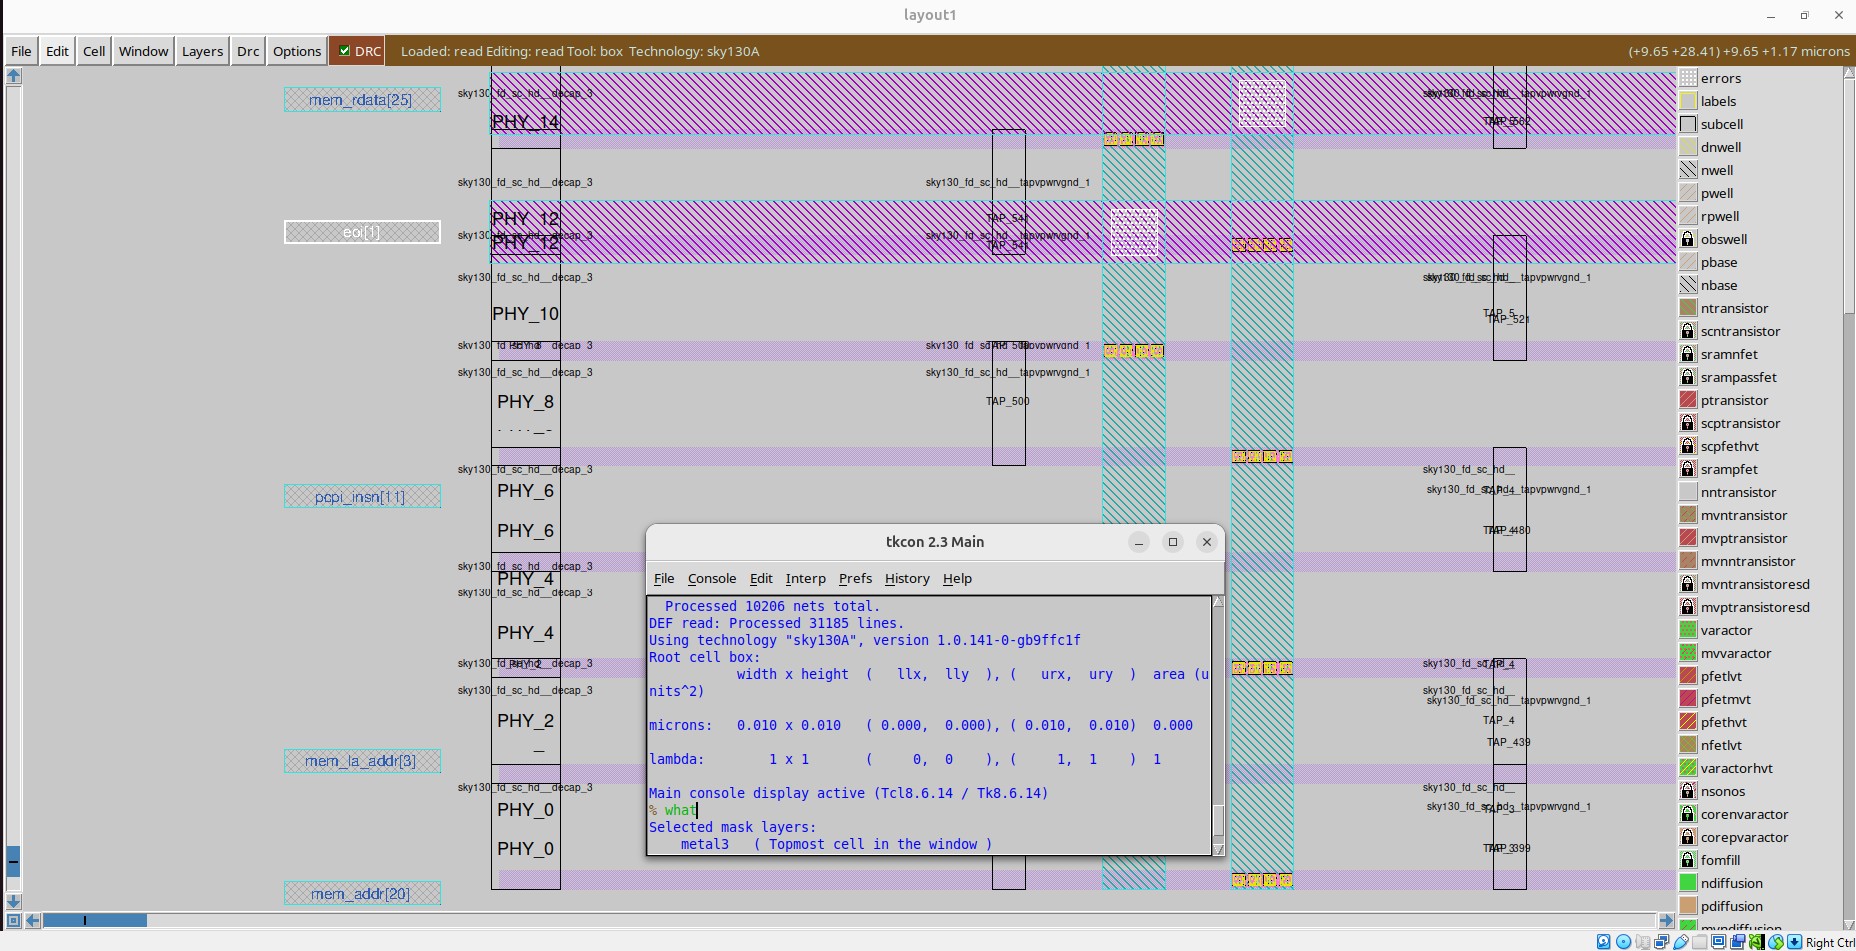 layout1
File Edit Cell Window Layers Drc Options DRC Loaded: read Editing: read Tool: box Technology: sky130A (+9.65 +28.41) +9.65 +1.17 microns
mem_rdata[25]
sky130_fd_sc_hd__decap_3
PHY_14
sky130_fd_sc_hd__decap_3 sky130_fd_sc_hd__tapvpwrvgnd_1
PHY_12 TAP_541
eoi[1]
sky130_fd_sc_hd__decap_3 sky130_fd_sc_hd__tapvpwrvgnd_1
PHY_12 TAP_541
sky130_fd_sc_hd__decap_3
PHY_10
TAP_521
sky130_fd_sc_hd__decap_3 sky130_fd_sc_hd__tapvpwrvgnd_1
PHY_8 TAP_500
sky130_fd_sc_hd__decap_3 sky130_fd_sc_hd__
PHY_6 sky130_fd_sc_hd__tapvpwrvgnd_1
pcpi_insn[11]
PHY_6
sky130_fd_sc_hd__decap_3
PHY_4
sky130_fd_sc_hd__decap_3
PHY_4
sky130_fd_sc_hd__decap_3 sky130_fd_sc_hd__
sky130_fd_sc_hd__tapvpwrvgnd_1
PHY_2 TAP_4
TAP_439
mem_la_addr[3]
sky130_fd_sc_hd__decap_3 sky130_fd_sc_hd__
PHY_0 sky130_fd_sc_hd__tapvpwrvgnd_1
PHY_0
mem_addr[20]
tkcon 2.3 Main
File Console Edit Interp Prefs History Help
Processed 10206 nets total.
DEF read: Processed 31185 lines.
Using technology "sky130A", version 1.0.141-0-gb9ffc1f
Root cell box:
width x height ( llx, lly ), ( urx, ury ) area (u
nits^2)
microns: 0.010 x 0.010 ( 0.000, 0.000), ( 0.010, 0.010) 0.000
lambda: 1 x 1 ( 0, 0 ), ( 1, 1 ) 1
Main console display active (Tcl8.6.14 / Tk8.6.14)
% what
Selected mask layers:
metal3 ( Topmost cell in the window )
errors
labels
subcell
dnwell
nwell
pwell
rpwell
obswell
pbase
nbase
ntransistor
scntransistor
sramnfet
srampassfet
ptransistor
scptransistor
scpfethvt
srampfet
nntransistor
mvntransistor
mvptransistor
mvnntransistor
mvntransistoresd
mvptransistoresd
varactor
mvvaractor
pfetlvt
pfetmvt
pfethvt
nfetlvt
varactorhvt
nsonos
corenvaractor
corepvaractor
fomfill
ndiffusion
pdiffusion
mvndiffusion
Right Ctrl